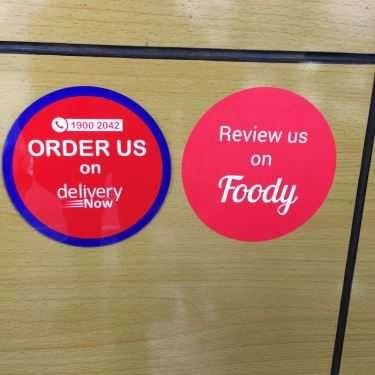 1900 2042
ORDER US
on
delivery
Now
Review us
on
Foody